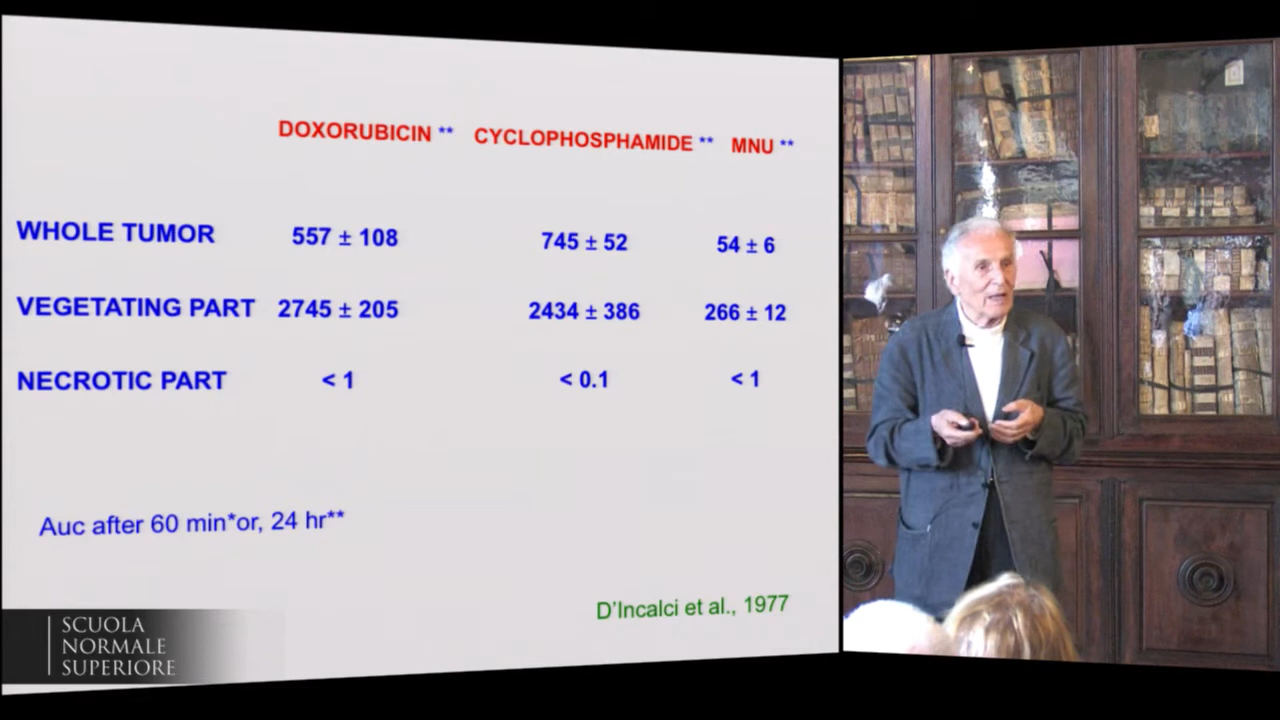 DOXORUBICIN ** CYCLOPHOSPHAMIDE ** MNU **
WHOLE TUMOR 557 ± 108 745 ± 52 54 ± 6
VEGETATING PART 2745 ± 205 2434 ± 386 266 ± 12
NECROTIC PART < 1 < 0.1 < 1
Auc after 60 min*or, 24 hr**
D'Incalci et al., 1977
SCUOLA
NORMALE
SUPERIORE